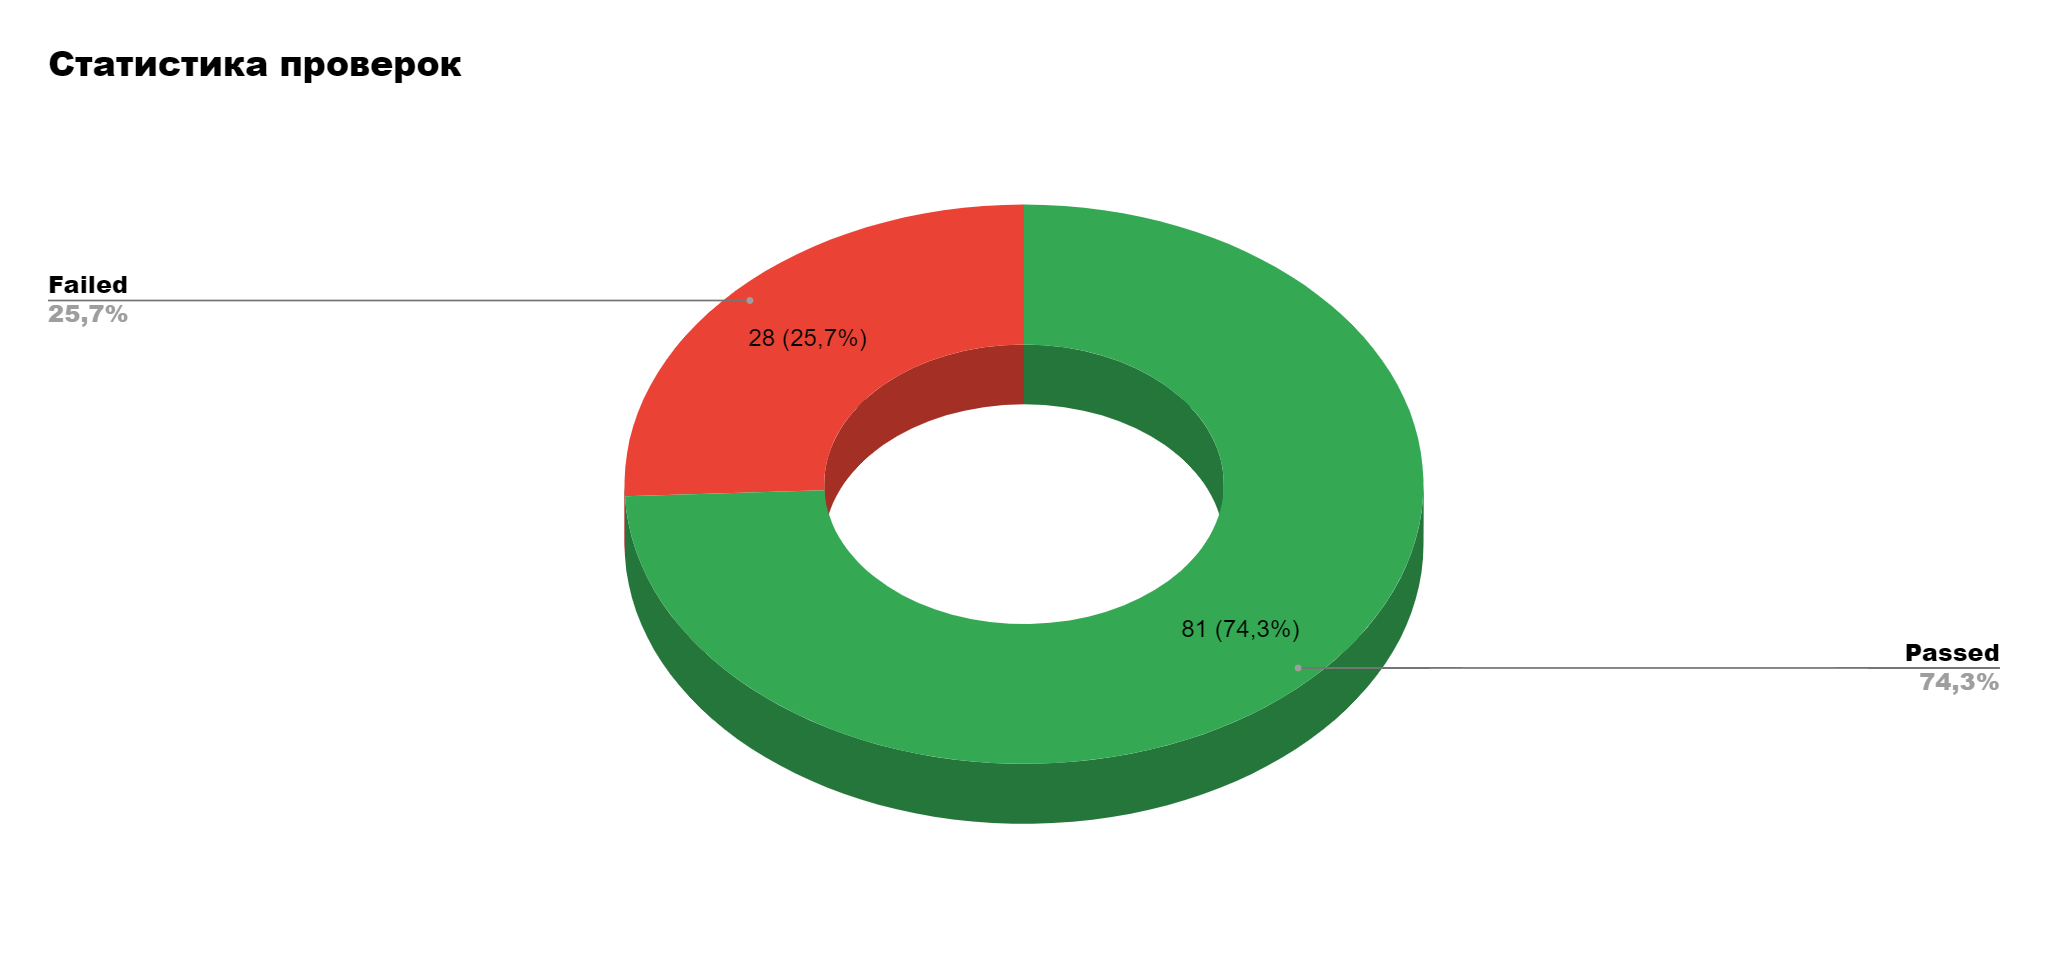 Статистика проверок
Failed
25,7%
28 (25,7%)
81 (74,3%)
Passed
74,3%